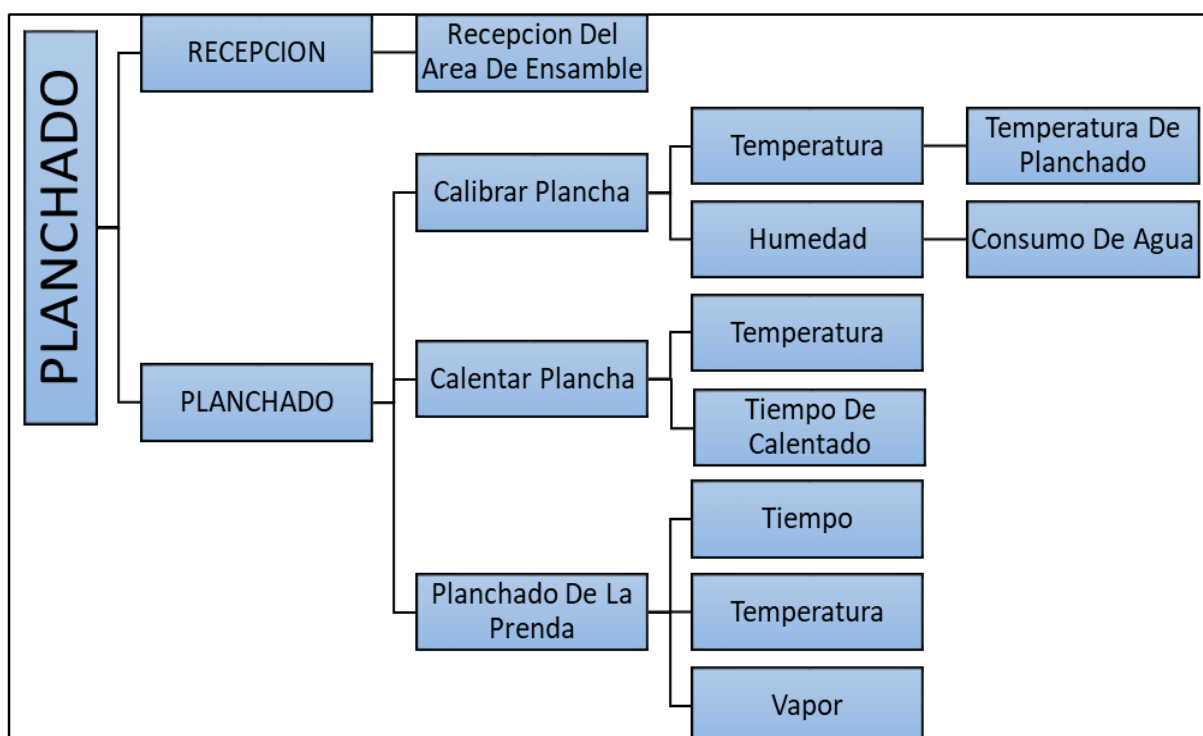 PLANCHADO
RECEPCION
Recepcion Del
Area De Ensamble
PLANCHADO
Calibrar Plancha
Temperatura
Temperatura De
Planchado
Humedad
Consumo De Agua
Calentar Plancha
Temperatura
Tiempo De
Calentado
Planchado De La
Prenda
Tiempo
Temperatura
Vapor